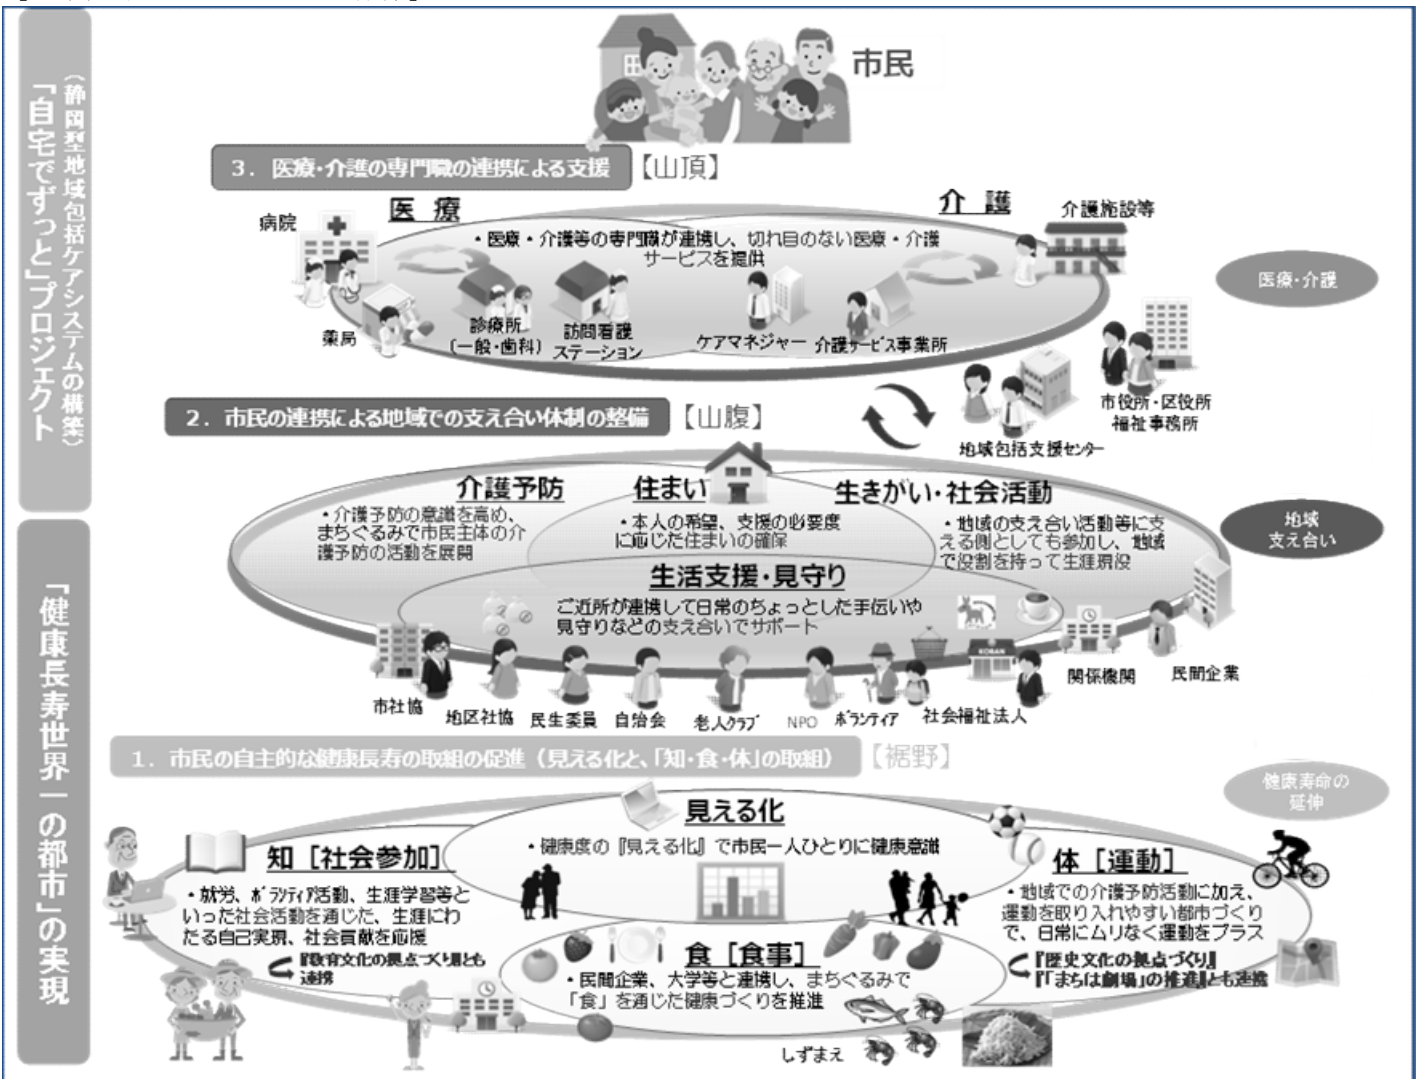 (静岡型地域包括ケアシステムの構築)
「自宅でずっと」プロジェクト
「健康長寿世界一の都市」の実現
市民
3. 医療・介護の専門職の連携による支援
【山頂】
医 療
介 護
病院
介護施設等
・医療・介護等の専門職が連携し、切れ目のない医療・介護
サービスを提供
医療・介護
薬局
診療所
(一般・歯科)
訪問看護
ステーション
ケアマネジャー
介護サービス事業所
市役所・区役所
福祉事務所
地域包括支援センター
2. 市民の連携による地域での支え合い体制の整備
【山腹】
介護予防
・介護予防の意識を高め、
まちぐるみで市民主体の介
護予防の活動を展開
住まい
・本人の希望、支援の必要度
に応じた住まいの確保
生きがい・社会活動
・地域の支え合い活動等に支
える側としても参加し、地域
で役割を持って生涯現役
地域
支え合い
生活支援・見守り
ご近所が連携して日常のちょっとした手伝いや
見守りなどの支え合いでサポート
KOBAN
市社協
地区社協
民生委員
自治会
老人クラブ
NPO
ボランティア
社会福祉法人
関係機関
民間企業
1. 市民の自主的な健康長寿の取組の促進(見える化と、「知・食・体」の取組)
【裾野】
健康寿命の
延伸
見える化
・健康度の『見える化』で市民一人ひとりに健康意識
知[社会参加]
・就労、ボランティア活動、生涯学習等と
いった社会活動を通じた、生涯にわ
たる自己実現、社会貢献を応援
『教育文化の拠点づくり』とも
連携
体[運動]
・地域での介護予防活動に加え、
運動を取り入れやすい都市づくり
で、日常にムリなく運動をプラス
『歴史文化の拠点づくり』
『「まちは劇場」の推進』とも連携
食[食事]
・民間企業、大学等と連携し、まちぐるみで
「食」を通じた健康づくりを推進
しずまえ